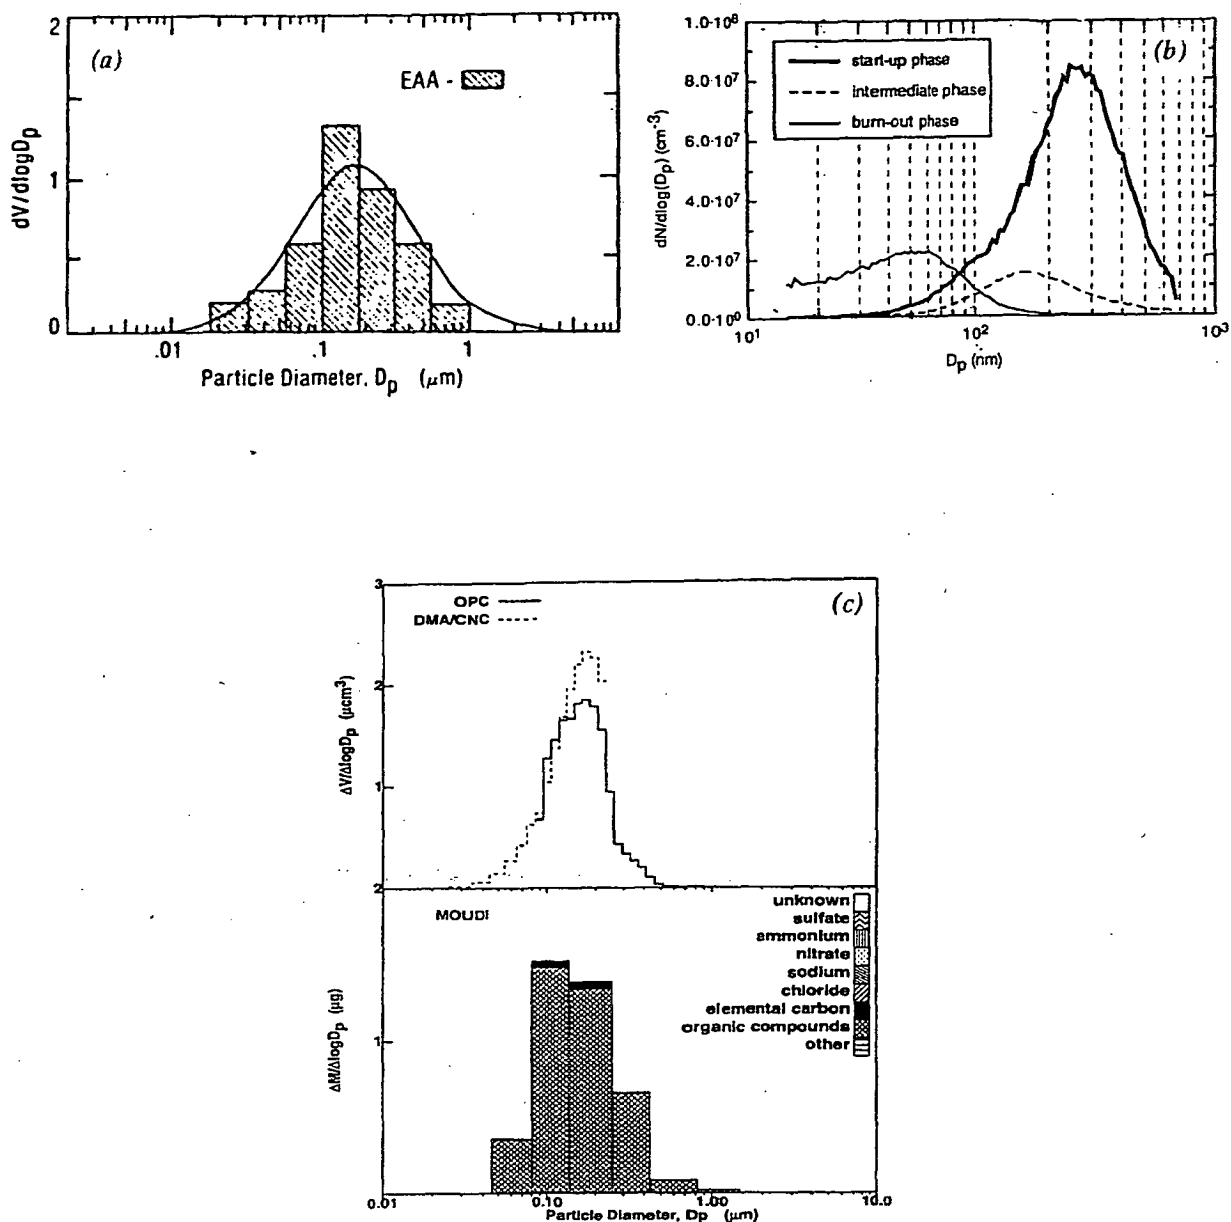 (a)
EAA -
2
1
0
dV/dlogDp
.01
.1
1
Particle Diameter, Dp (μm)
(b)
start-up phase
intermediate phase
burn-out phase
1.0·10⁸
8.0·10⁷
6.0·10⁷
4.0·10⁷
2.0·10⁷
0.0·10⁰
dN/dlog(Dp) (cm⁻³)
10¹
10²
10³
Dp (nm)
(c)
OPC
DMA/CNC
3
2
1
ΔV/ΔlogDp (μcm³)
MOUDI
unknown
sulfate
ammonium
nitrate
sodium
chloride
elemental carbon
organic compounds
other
2
1
ΔM/ΔlogDp (μg)
0.01
0.10
1.00
10.0
Particle Diameter, Dp (μm)